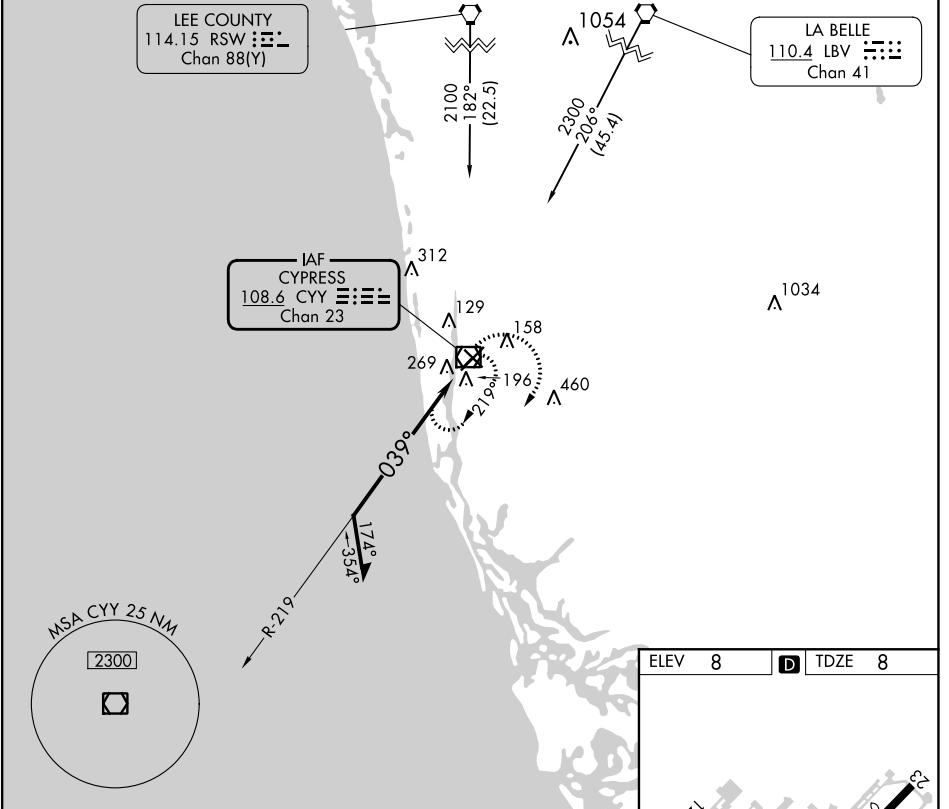 LEE COUNTY
114.15 RSW
Chan 88(Y)
1054
LA BELLE
110.4 LBV
Chan 41
2100
182°
(22.5)
2300
206°
(45.4)
312
IAF
CYPRESS
108.6 CYY
Chan 23
129
158
1034
269
196
460
219°
039°
174°
354°
R-219
MSA CYY 25 NM
2300
ELEV 8 D TDZE 8
23